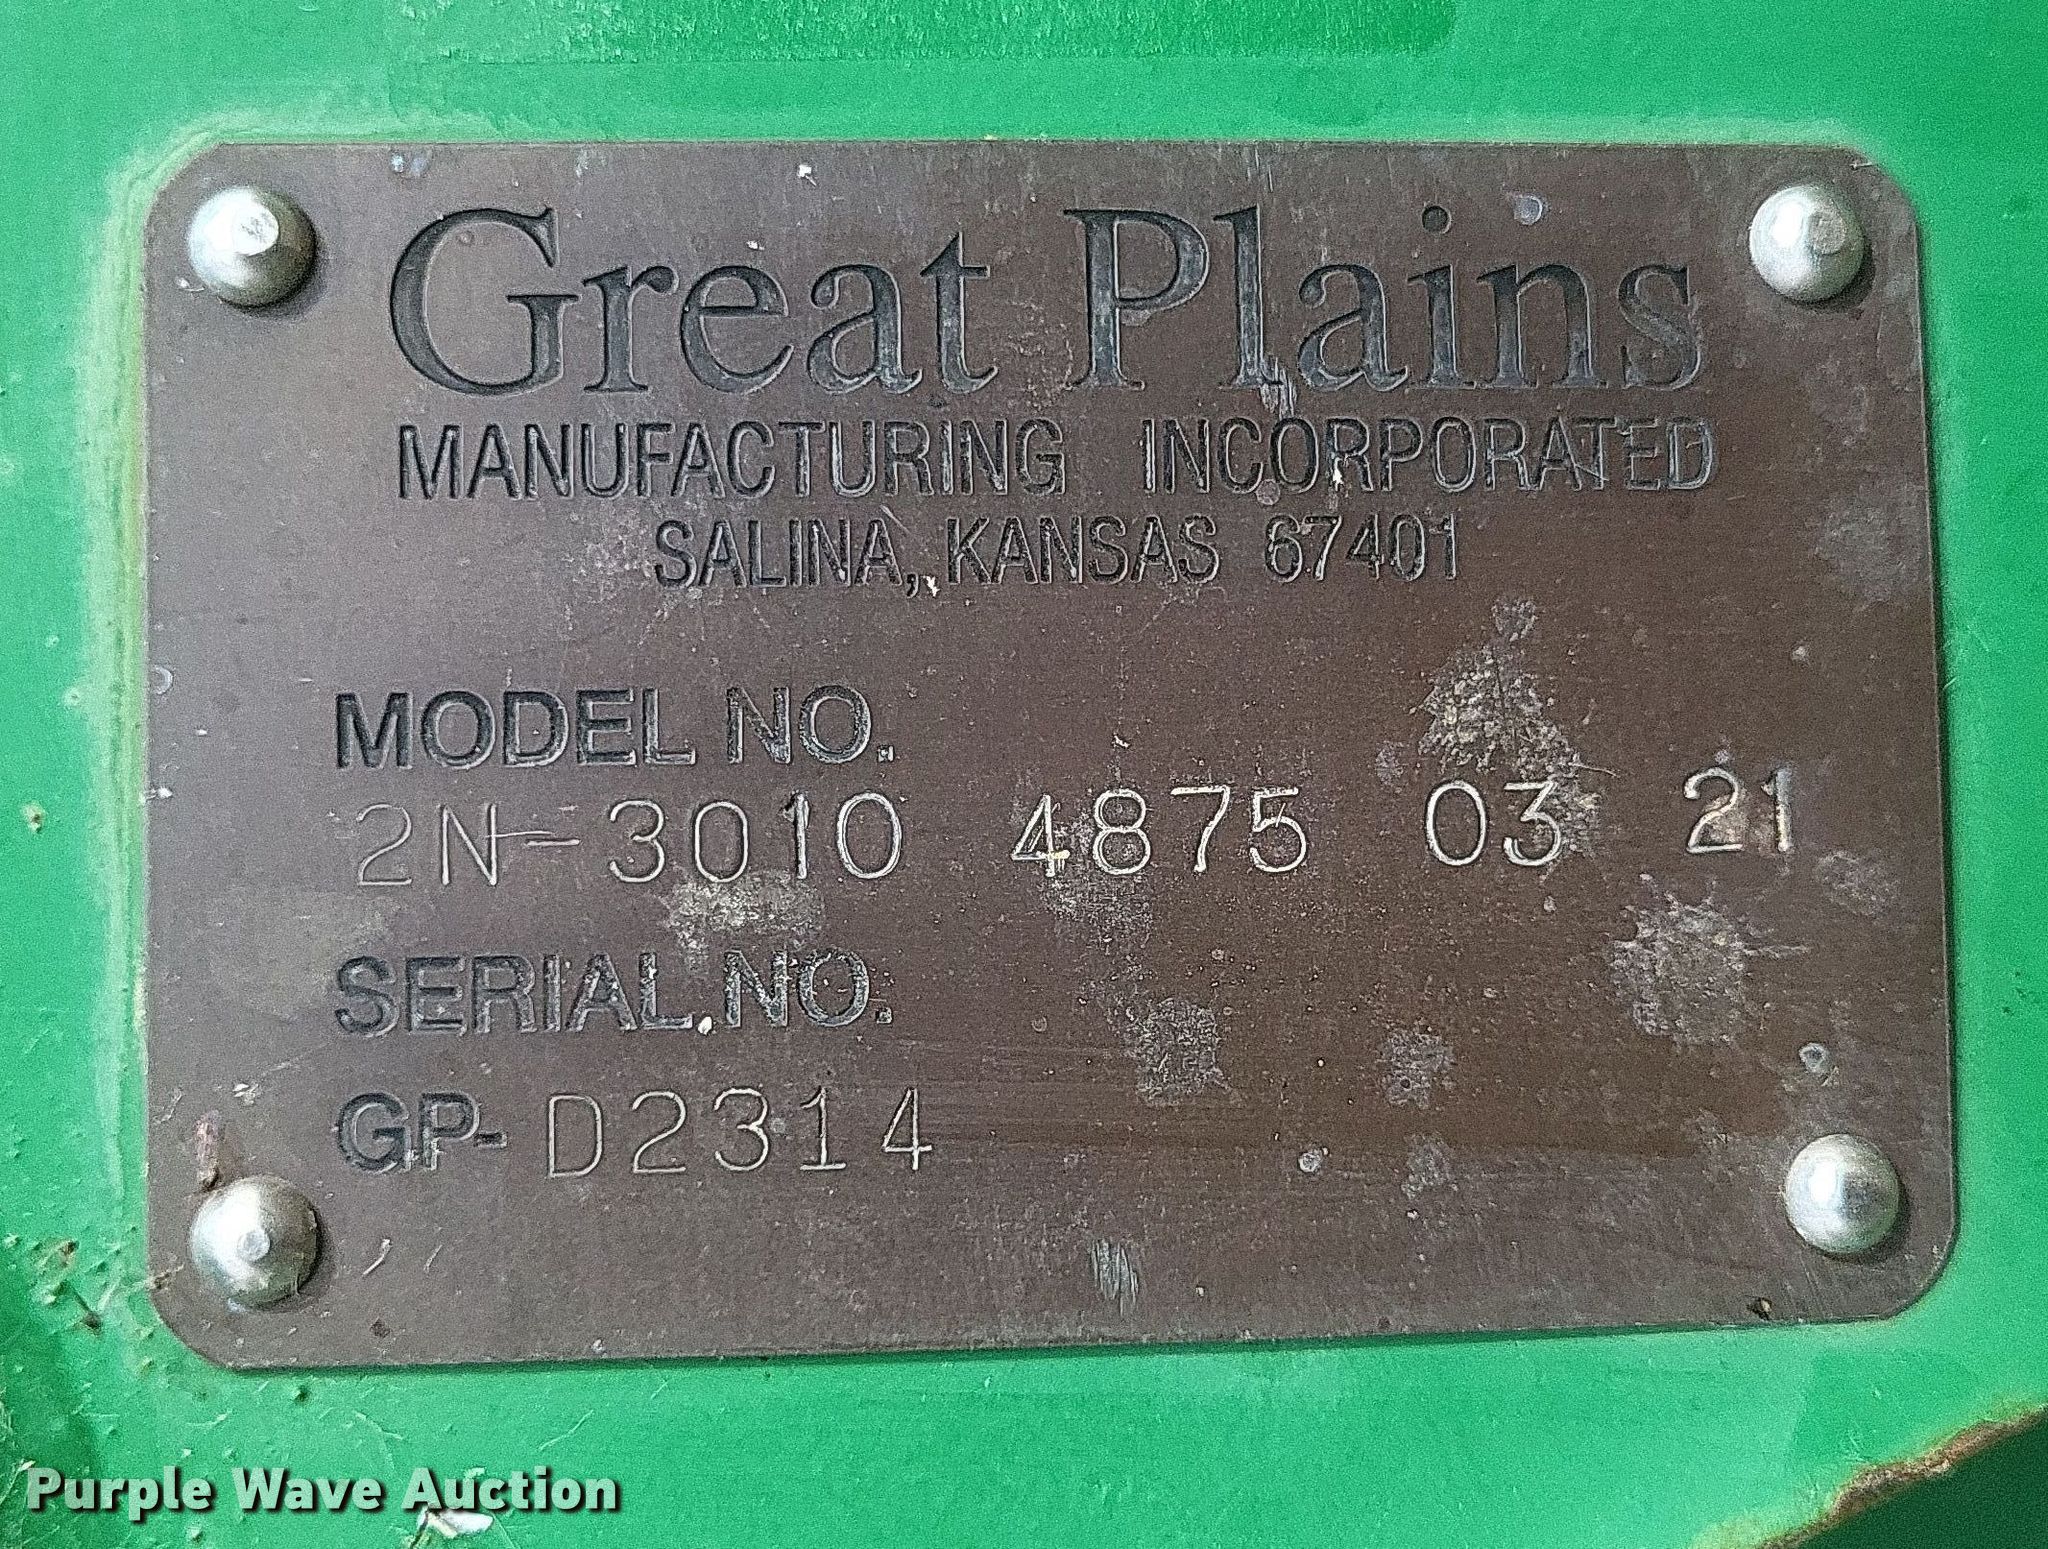 Great Plains
MANUFACTURING INCORPORATED
SALINA, KANSAS 67401
MODEL NO.
2N-3010 4875 03 21
SERIAL NO.
GP- D2314
Purple Wave Auction